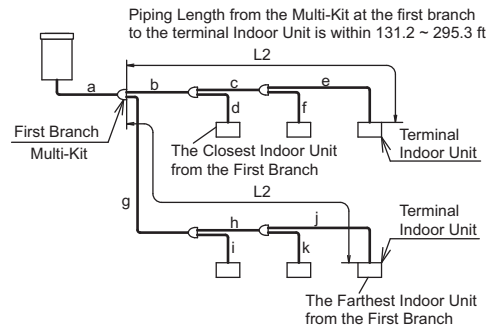 Piping Length from the Multi-Kit at the first branch
to the terminal Indoor Unit is within 131.2 ~ 295.3 ft
L2
a
b
c
e
d
f
First Branch
Multi-Kit
The Closest Indoor Unit
from the First Branch
Terminal
Indoor Unit
L2
g
h
j
i
k
Terminal
Indoor Unit
The Farthest Indoor Unit
from the First Branch